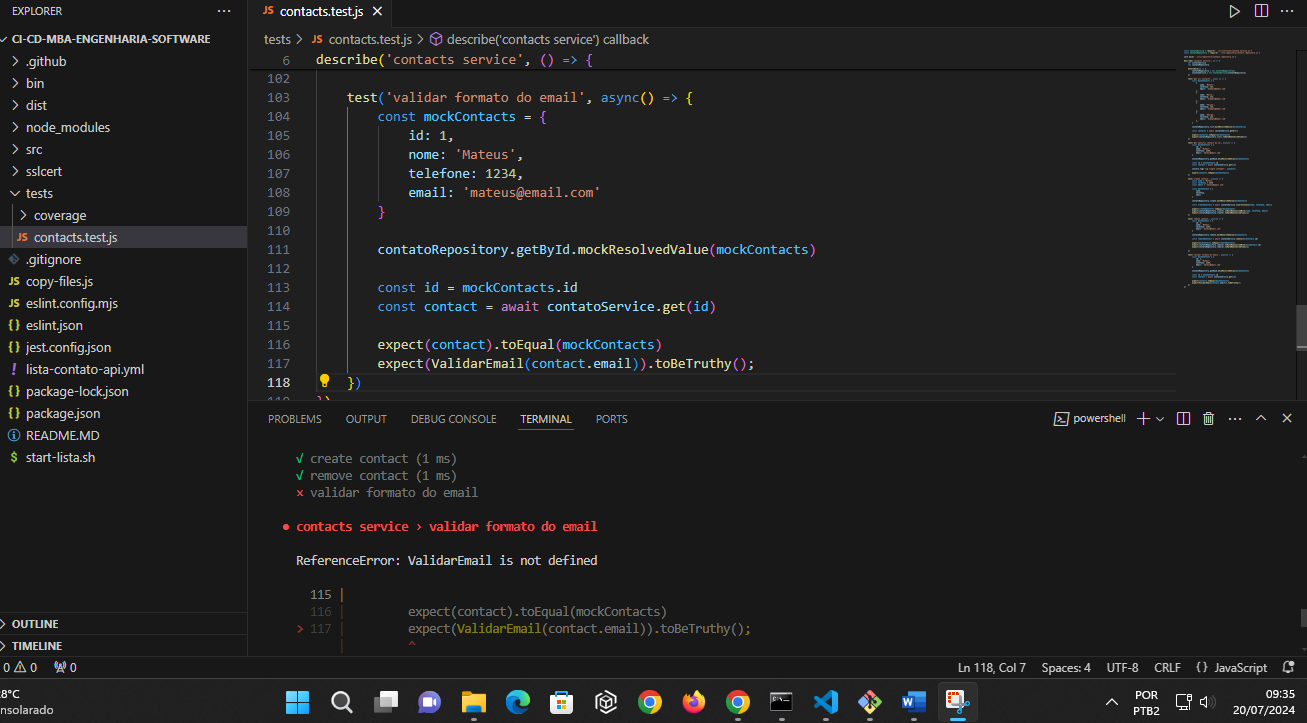 EXPLORER
CI-CD-MBA-ENGENHARIA-SOFTWARE
.github
bin
dist
node_modules
src
sslcert
tests
coverage
JS contacts.test.js
.gitignore
JS copy-files.js
JS eslint.config.mjs
{} eslint.json
{} jest.config.json
! lista-contato-api.yml
{} package-lock.json
{} package.json
README.MD
$ start-lista.sh
OUTLINE
TIMELINE
JS contacts.test.js
tests > JS contacts.test.js > describe('contacts service') callback
6 describe('contacts service', () => {
102
103 test('validar formato do email', async() => {
104 const mockContacts = {
105 id: 1,
106 nome: 'Mateus',
107 telefone: 1234,
108 email: 'mateus@email.com'
109 }
110
111 contatoRepository.getById.mockResolvedValue(mockContacts)
112
113 const id = mockContacts.id
114 const contact = await contatoService.get(id)
115
116 expect(contact).toEqual(mockContacts)
117 expect(ValidarEmail(contact.email)).toBeTruthy();
118 })
PROBLEMS OUTPUT DEBUG CONSOLE TERMINAL PORTS
powershell
√ create contact (1 ms)
√ remove contact (1 ms)
× validar formato do email
● contacts service › validar formato do email
ReferenceError: ValidarEmail is not defined
115 |
116 | expect(contact).toEqual(mockContacts)
> 117 | expect(ValidarEmail(contact.email)).toBeTruthy();
| ^
0 0 0 Ln 118, Col 7 Spaces: 4 UTF-8 CRLF {} JavaScript
8°C
nsolarado
POR
PTB2
09:35
20/07/2024